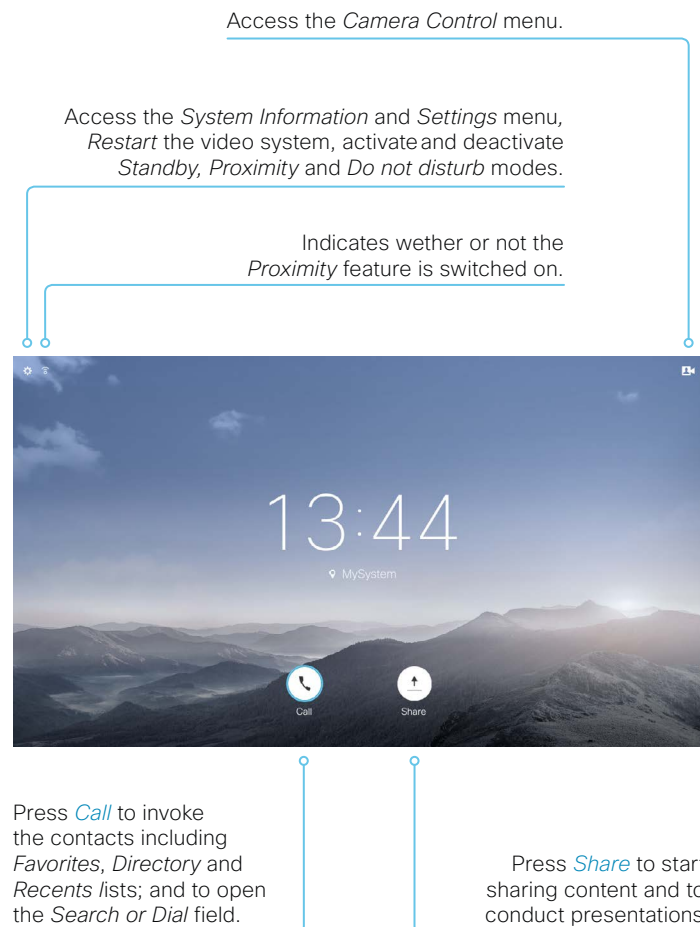 Access the Camera Control menu.
Access the System Information and Settings menu,
Restart the video system, activate and deactivate
Standby, Proximity and Do not disturb modes.
Indicates wether or not the
Proximity feature is switched on.
13:44
MySystem
Call
Share
Press Call to invoke
the contacts including
Favorites, Directory and
Recents lists; and to open
the Search or Dial field.
Press Share to start
sharing content and to
conduct presentations